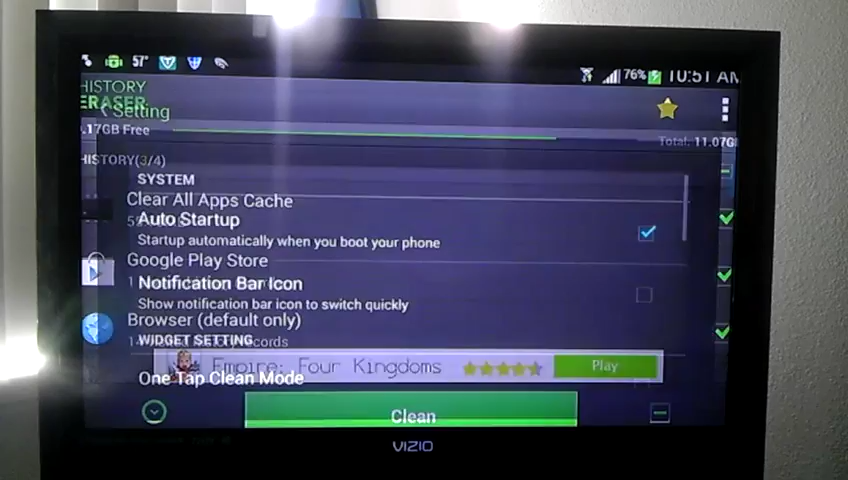 57°
76%
10:51 AM
HISTORY
ERASER
Setting
.17GB Free
Total: 11.07G
HISTORY(3/4)
SYSTEM
Clear All Apps Cache
Auto Startup
Startup automatically when you boot your phone
Google Play Store
Notification Bar Icon
Show notification bar icon to switch quickly
Browser (default only)
WIDGET SETTING
records
Empire: Four Kingdoms
Play
One Tap Clean Mode
Clean
VIZIO